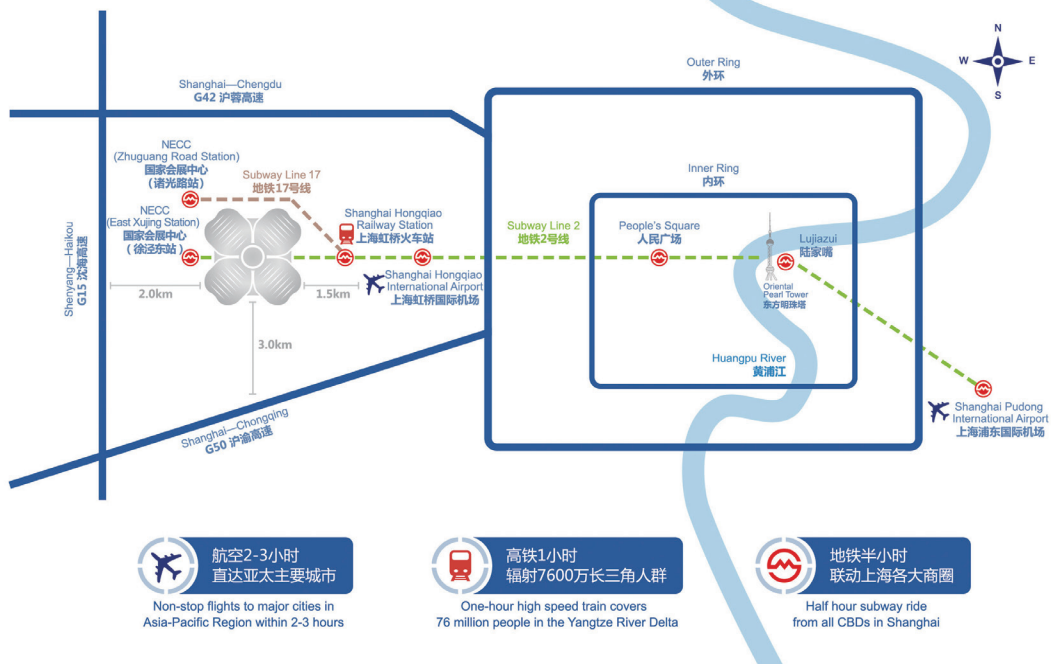 N
W
E
S
Outer Ring
外环
Shanghai—Chengdu
G42 沪蓉高速
NECC
(Zhuguang Road Station)
国家会展中心
（诸光路站）
Subway Line 17
地铁17号线
Inner Ring
内环
NECC
(East Xujing Station)
国家会展中心
（徐泾东站）
Shanghai Hongqiao
Railway Station
上海虹桥火车站
Subway Line 2
地铁2号线
People's Square
人民广场
Lujiazui
陆家嘴
Shenyang—Haikou
G15 沈海高速
2.0km
1.5km
Shanghai Hongqiao
International Airport
上海虹桥国际机场
Oriental
Pearl Tower
东方明珠塔
3.0km
Huangpu River
黄浦江
Shanghai—Chongqing
G50 沪渝高速
Shanghai Pudong
International Airport
上海浦东国际机场
航空2-3小时
直达亚太主要城市
Non-stop flights to major cities in
Asia-Pacific Region within 2-3 hours
高铁1小时
辐射7600万长三角人群
One-hour high speed train covers
76 million people in the Yangtze River Delta
地铁半小时
联动上海各大商圈
Half hour subway ride
from all CBDs in Shanghai